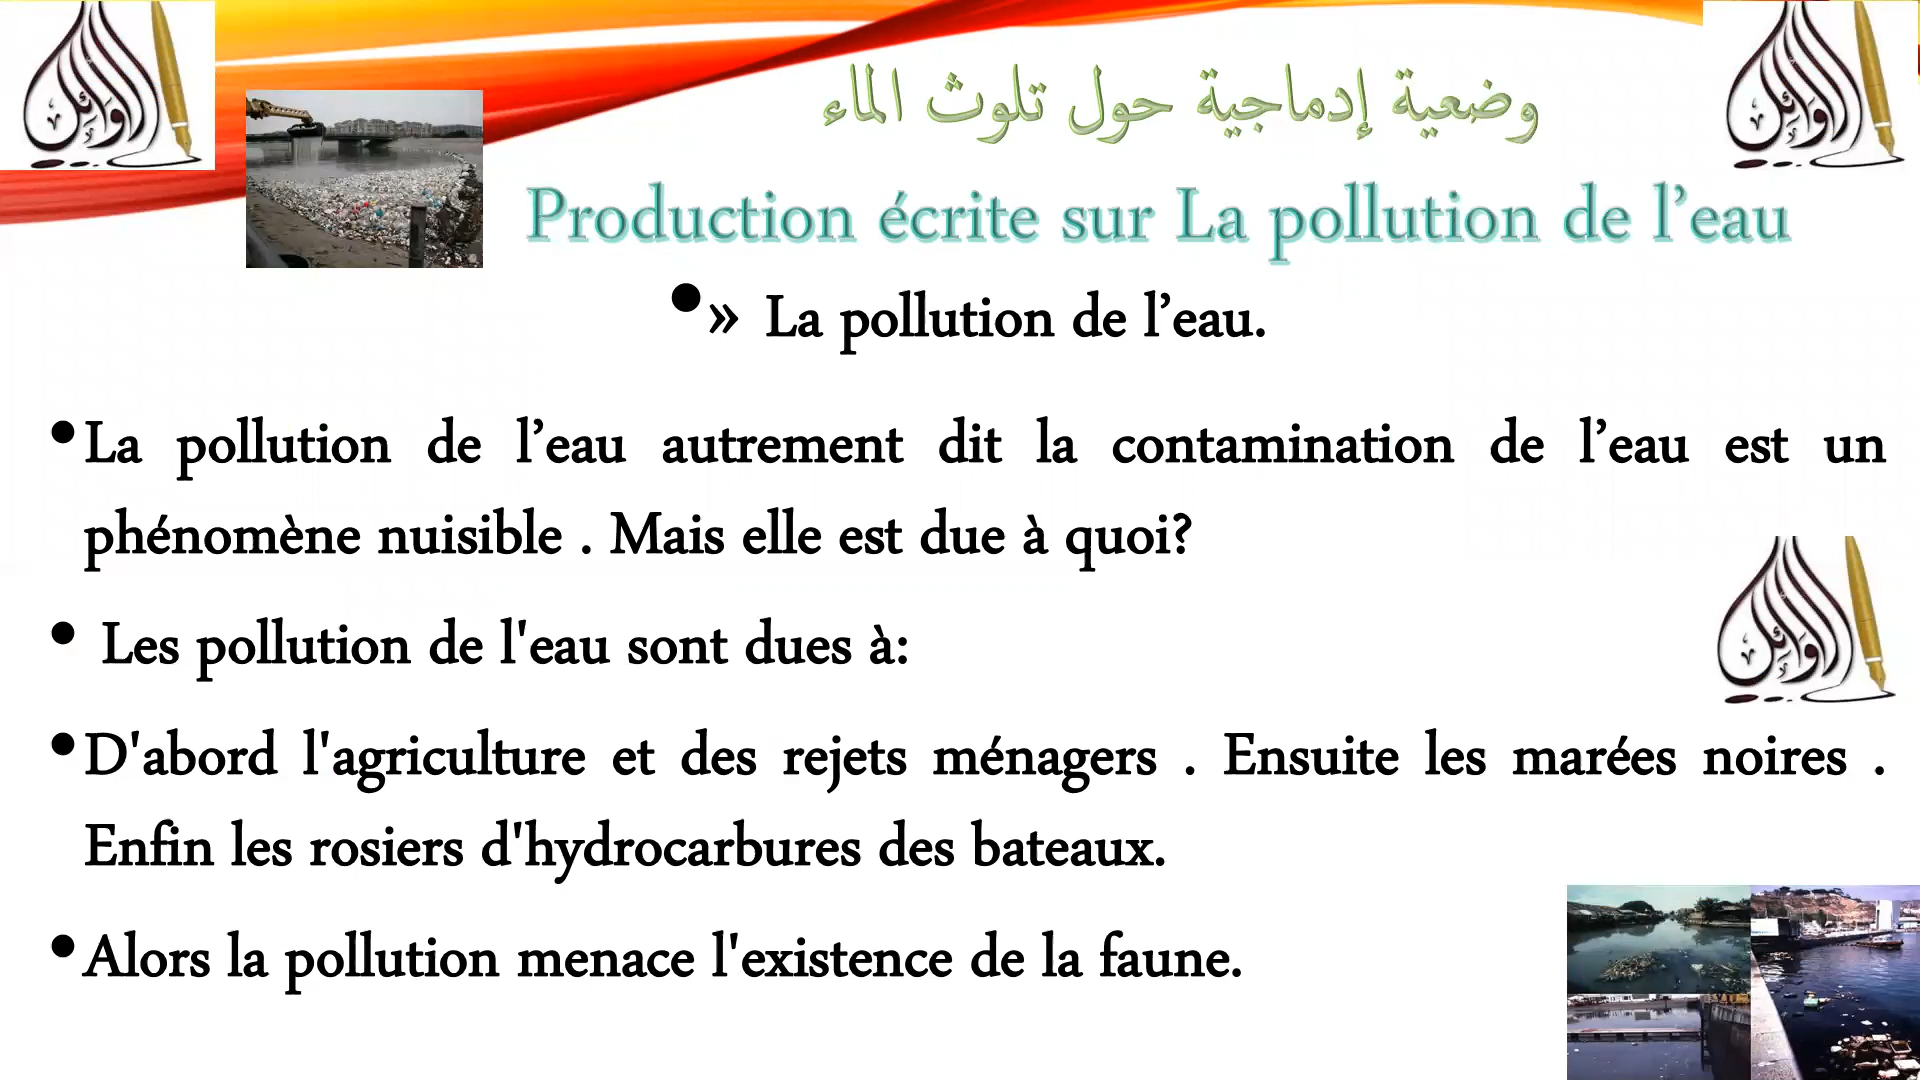 وضعية إدماجية حول تلوث الماء
Production écrite sur La pollution de l’eau
•» La pollution de l’eau.
•La pollution de l’eau autrement dit la contamination de l’eau est un
phénomène nuisible . Mais elle est due à quoi?
• Les pollution de l'eau sont dues à:
•D'abord l'agriculture et des rejets ménagers . Ensuite les marées noires .
Enfin les rosiers d'hydrocarbures des bateaux.
•Alors la pollution menace l'existence de la faune.
الاوائل
الاوائل
الاوائل